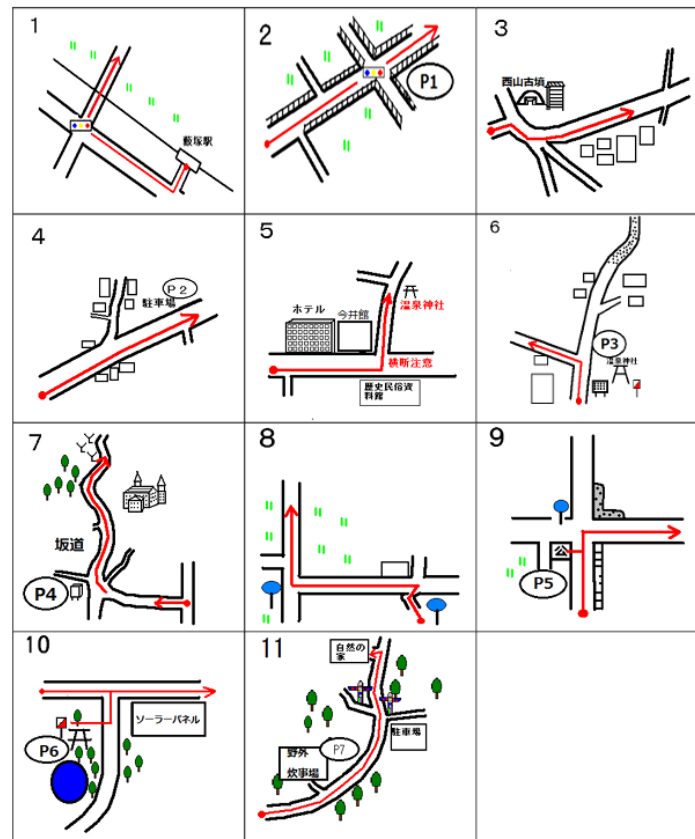 1
藪塚駅
2
P1
3
西山古墳
4
駐車場
P2
5
ホテル
今井館
温泉神社
横断注意
歴史民俗資
料館
6
P3
温泉神社
7
坂道
P4
8
9
公
P5
10
ソーラーパネル
P6
11
自然の
家
駐車場
野外
炊事場
P7